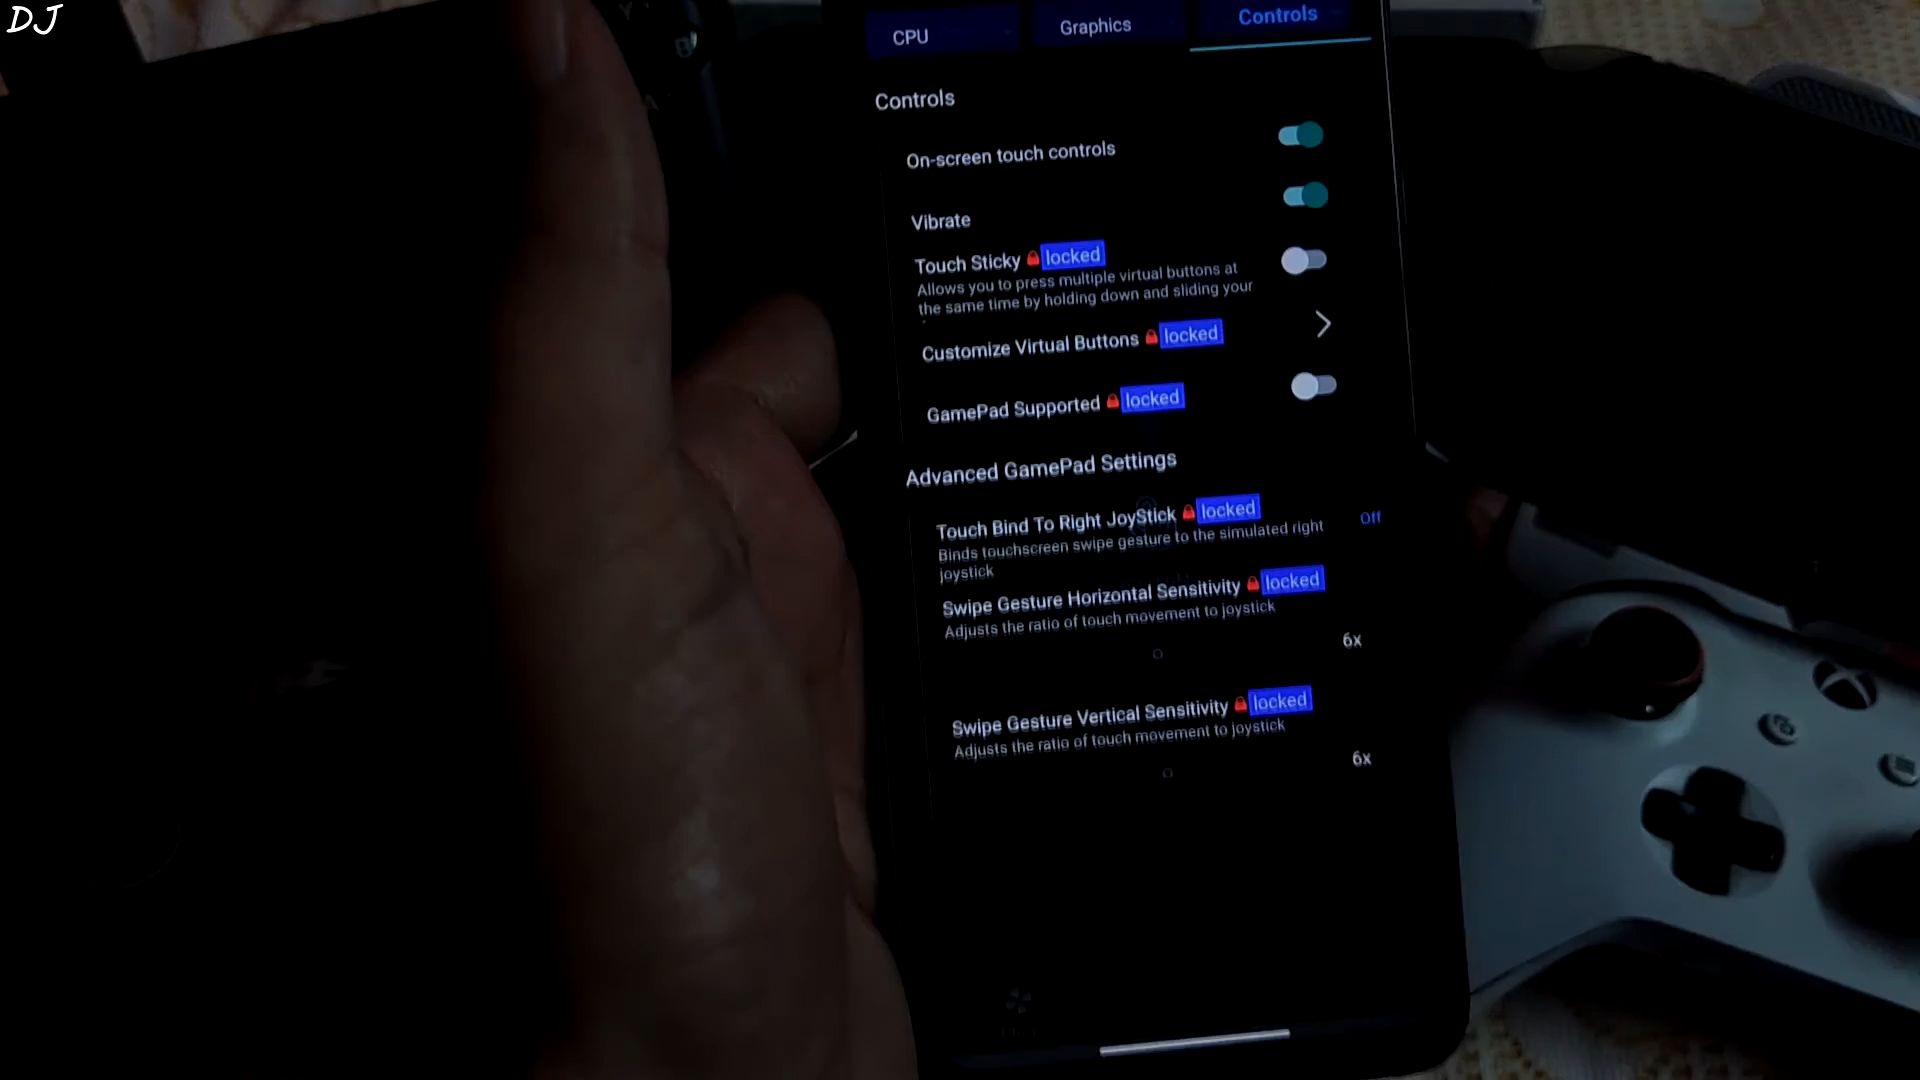 DJ
CPU
Graphics
Controls
Controls
On-screen touch controls
Vibrate
Touch Sticky locked
Allows you to press multiple virtual buttons at
the same time by holding down and sliding your
Customize Virtual Buttons locked
GamePad Supported locked
Advanced GamePad Settings
Touch Bind To Right JoyStick locked
Off
Binds touchscreen swipe gesture to the simulated right
joystick
Swipe Gesture Horizontal Sensitivity locked
Adjusts the ratio of touch movement to joystick
6x
Swipe Gesture Vertical Sensitivity locked
Adjusts the ratio of touch movement to joystick
6x